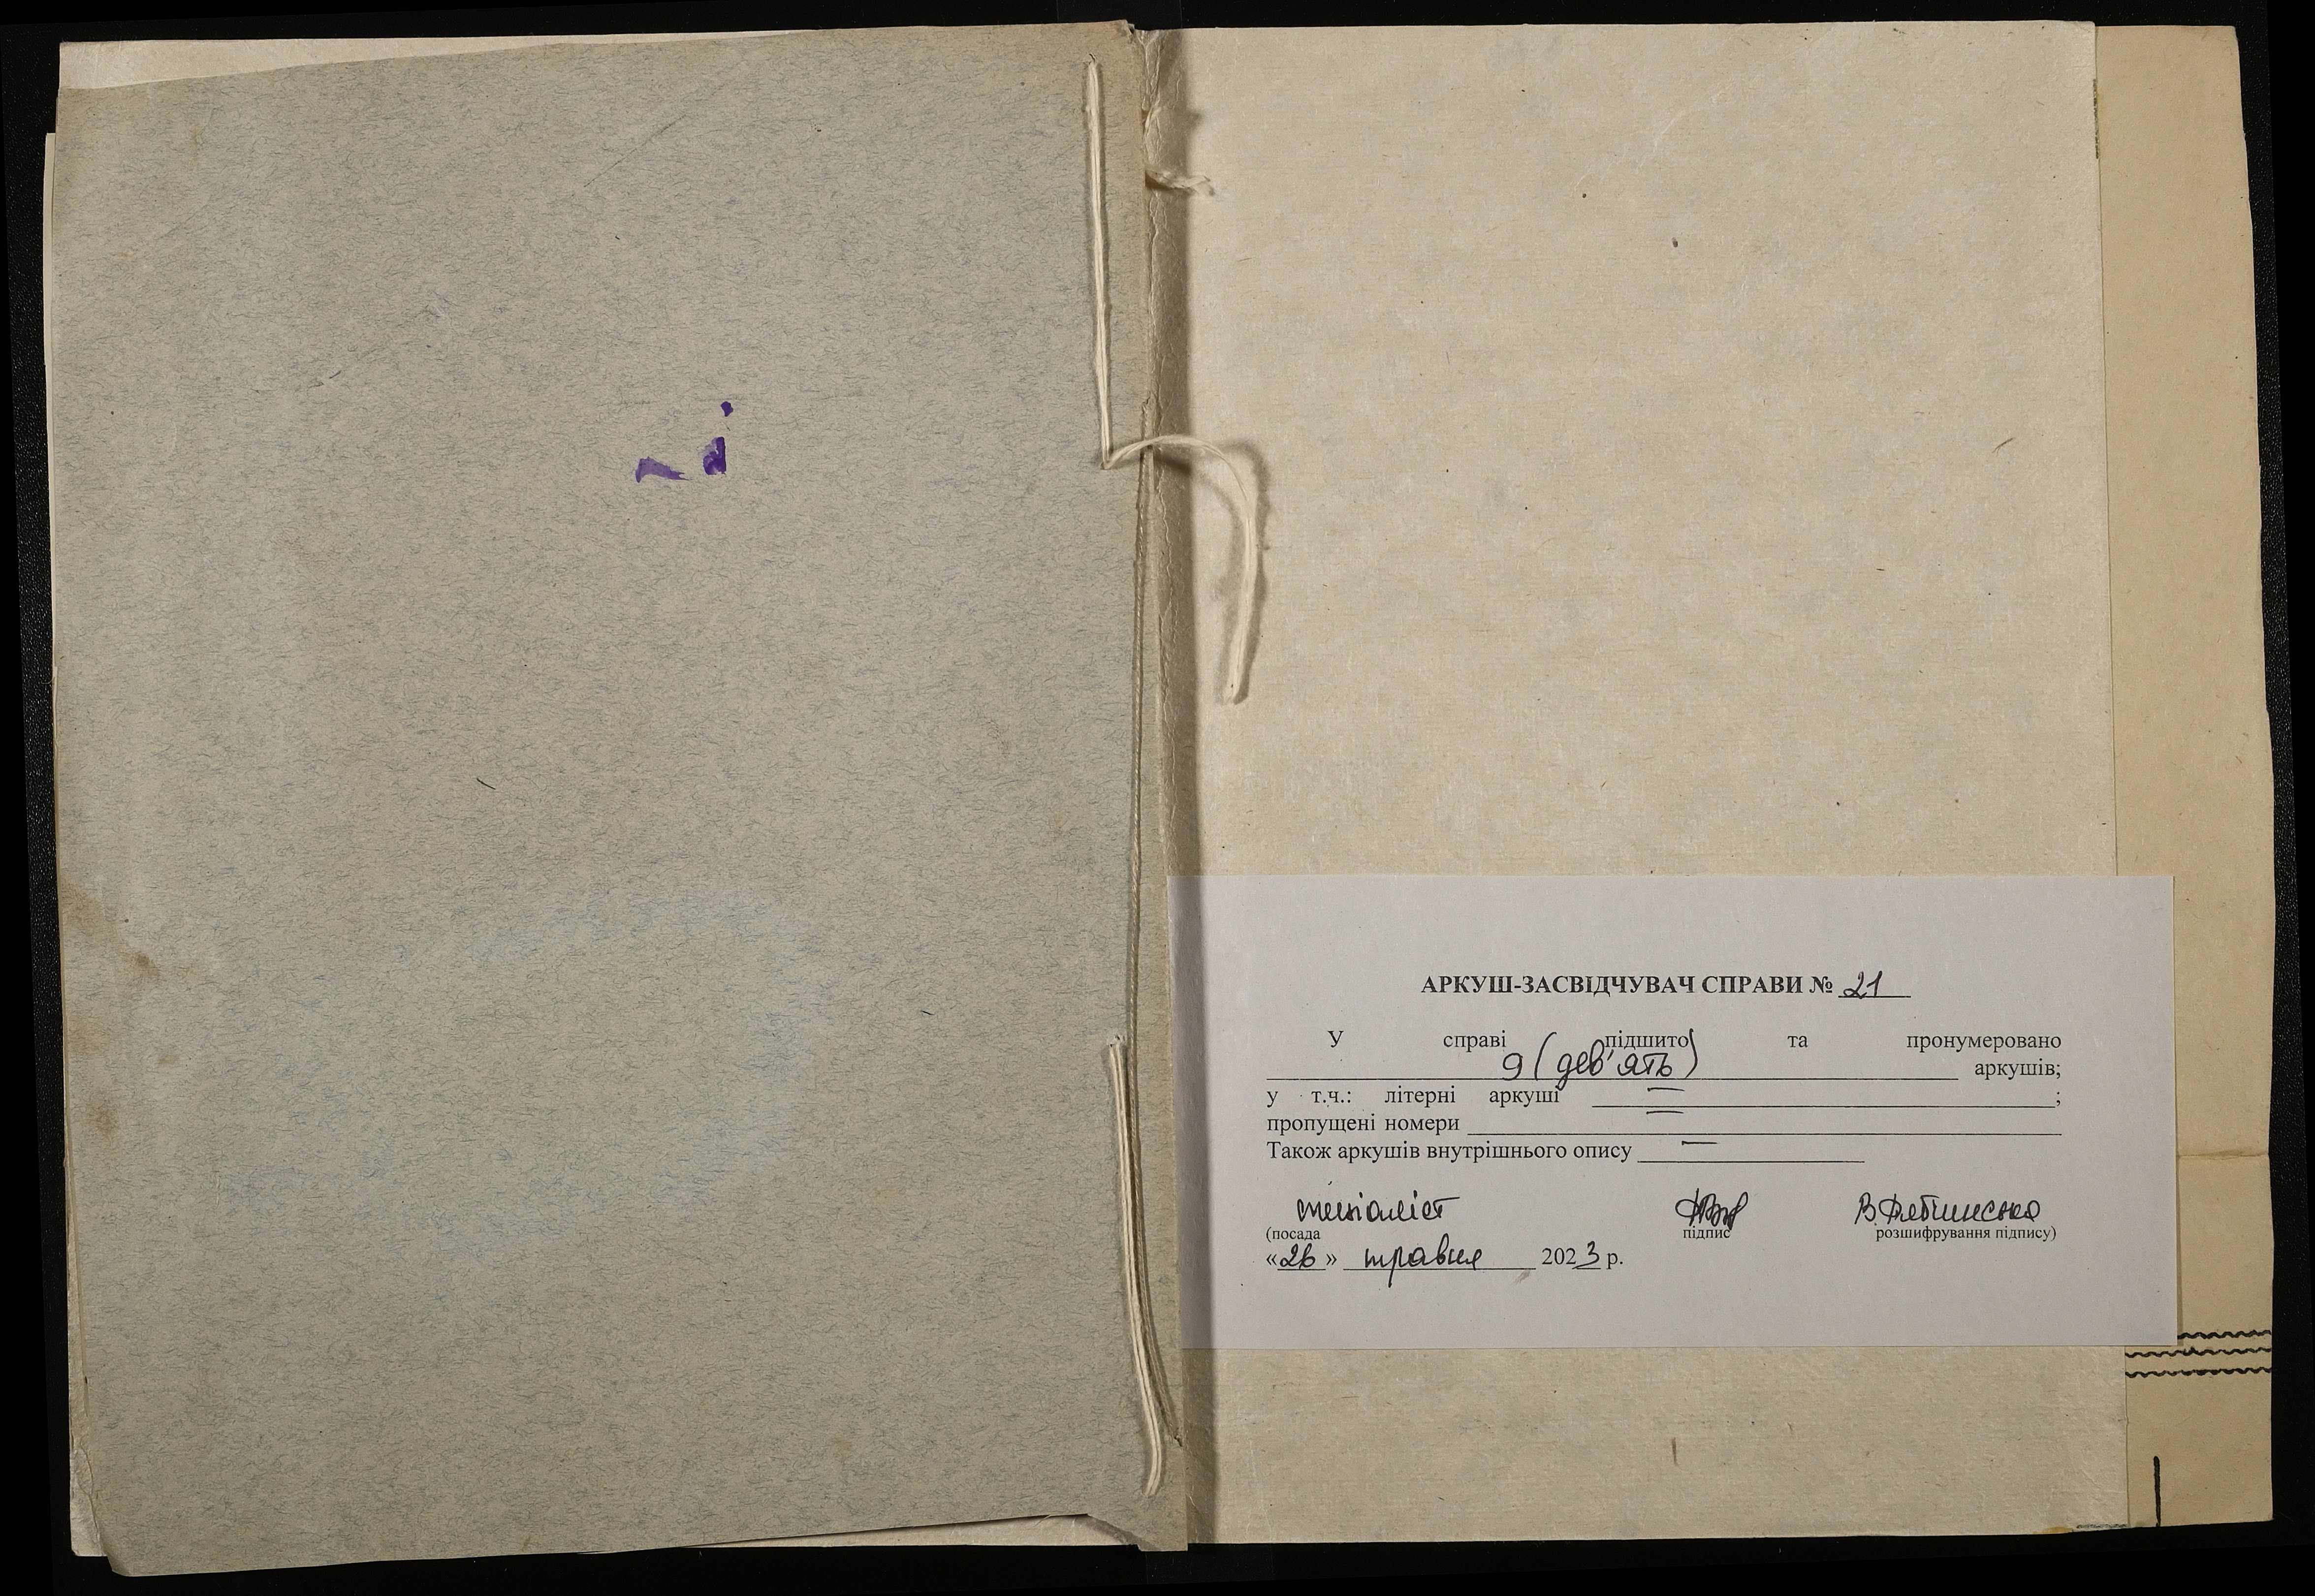 АРКУШ-ЗАСВІДЧУВАЧ СПРАВИ № 21
У справі підшито та пронумеровано
9 (дев'ять) аркушів;
у т.ч.: літерні аркуші — ;
пропущені номери —
Також аркушів внутрішнього опису —
спеціаліст
(посада підпис розшифрування підпису)
«26» травня 2023 р.